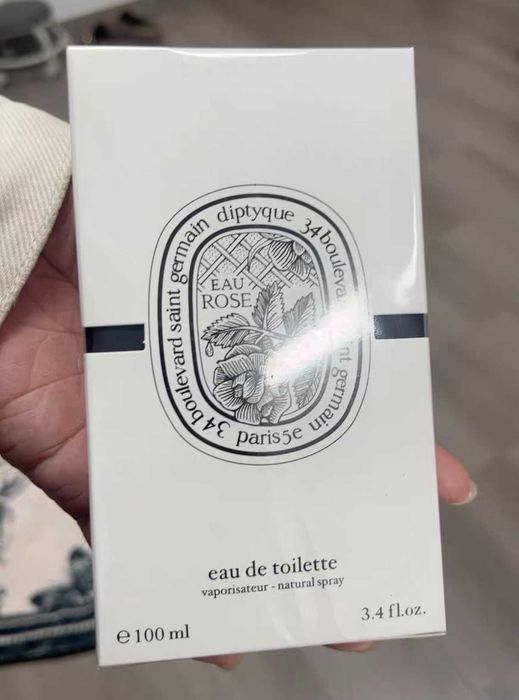 34 boulevard saint germain diptyque 34 boulevard saint germain paris5e
EAU
ROSE
eau de toilette
vaporisateur - natural spray
3.4 fl.oz.
e 100 ml